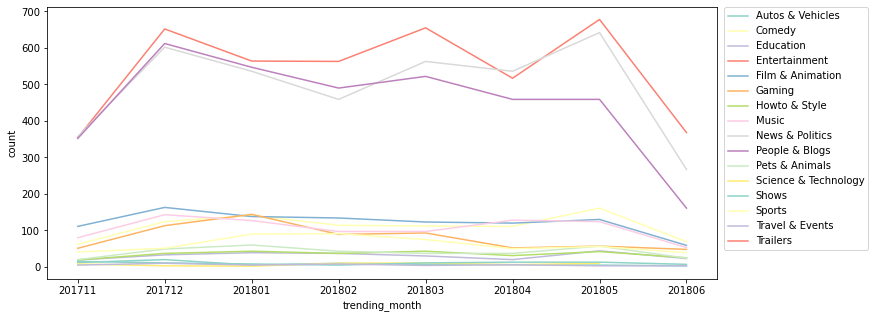 700
600
500
400
300
200
100
0
count
201711 201712 201801 201802 201803 201804 201805 201806
trending_month
Autos & Vehicles
Comedy
Education
Entertainment
Film & Animation
Gaming
Howto & Style
Music
News & Politics
People & Blogs
Pets & Animals
Science & Technology
Shows
Sports
Travel & Events
Trailers